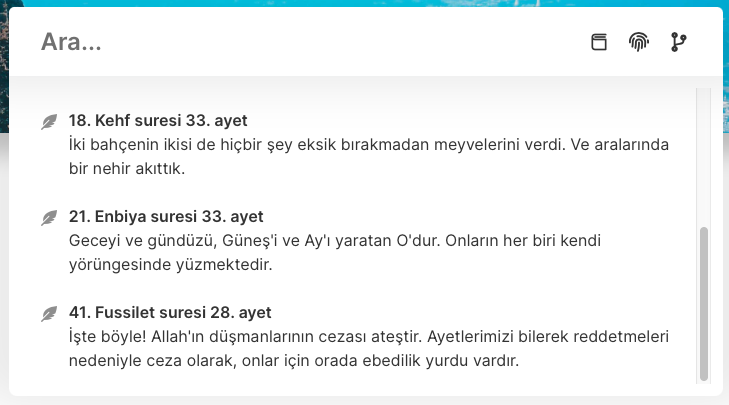 Ara...
18. Kehf suresi 33. ayet
İki bahçenin ikisi de hiçbir şey eksik bırakmadan meyvelerini verdi. Ve aralarında
bir nehir akıttık.
21. Enbiya suresi 33. ayet
Geceyi ve gündüzü, Güneş'i ve Ay'ı yaratan O'dur. Onların her biri kendi
yörüngesinde yüzmektedir.
41. Fussilet suresi 28. ayet
İşte böyle! Allah'ın düşmanlarının cezası ateştir. Ayetlerimizi bilerek reddetmeleri
nedeniyle ceza olarak, onlar için orada ebedilik yurdu vardır.